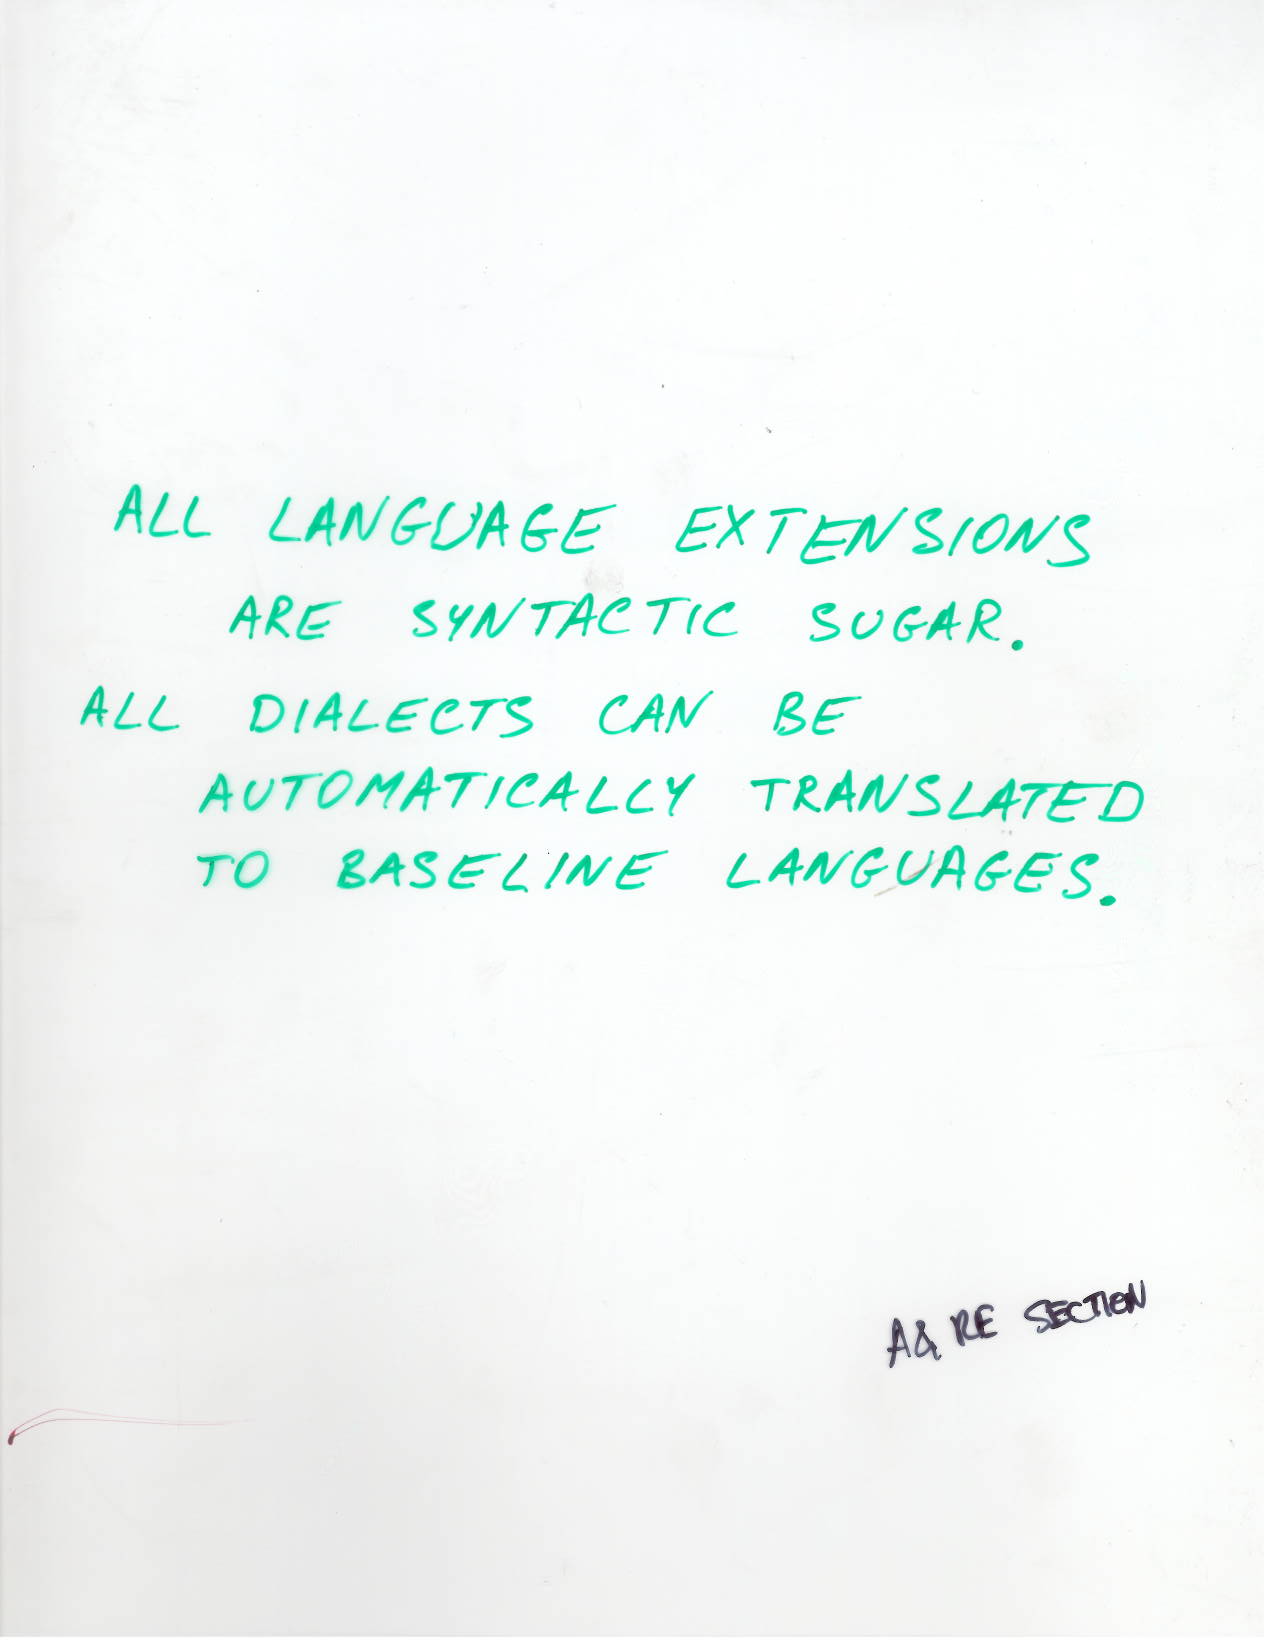 ALL LANGUAGE EXTENSIONS
ARE SYNTACTIC SUGAR.
ALL DIALECTS CAN BE
AUTOMATICALLY TRANSLATED
TO BASELINE LANGUAGES.
A& RE SECTION